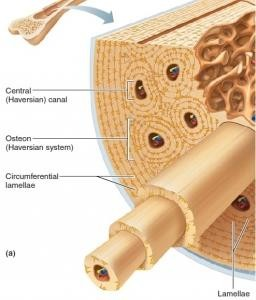 Central
(Haversian) canal
Osteon
(Haversian system)
Circumferential
lamellae
(a)
Lamellae